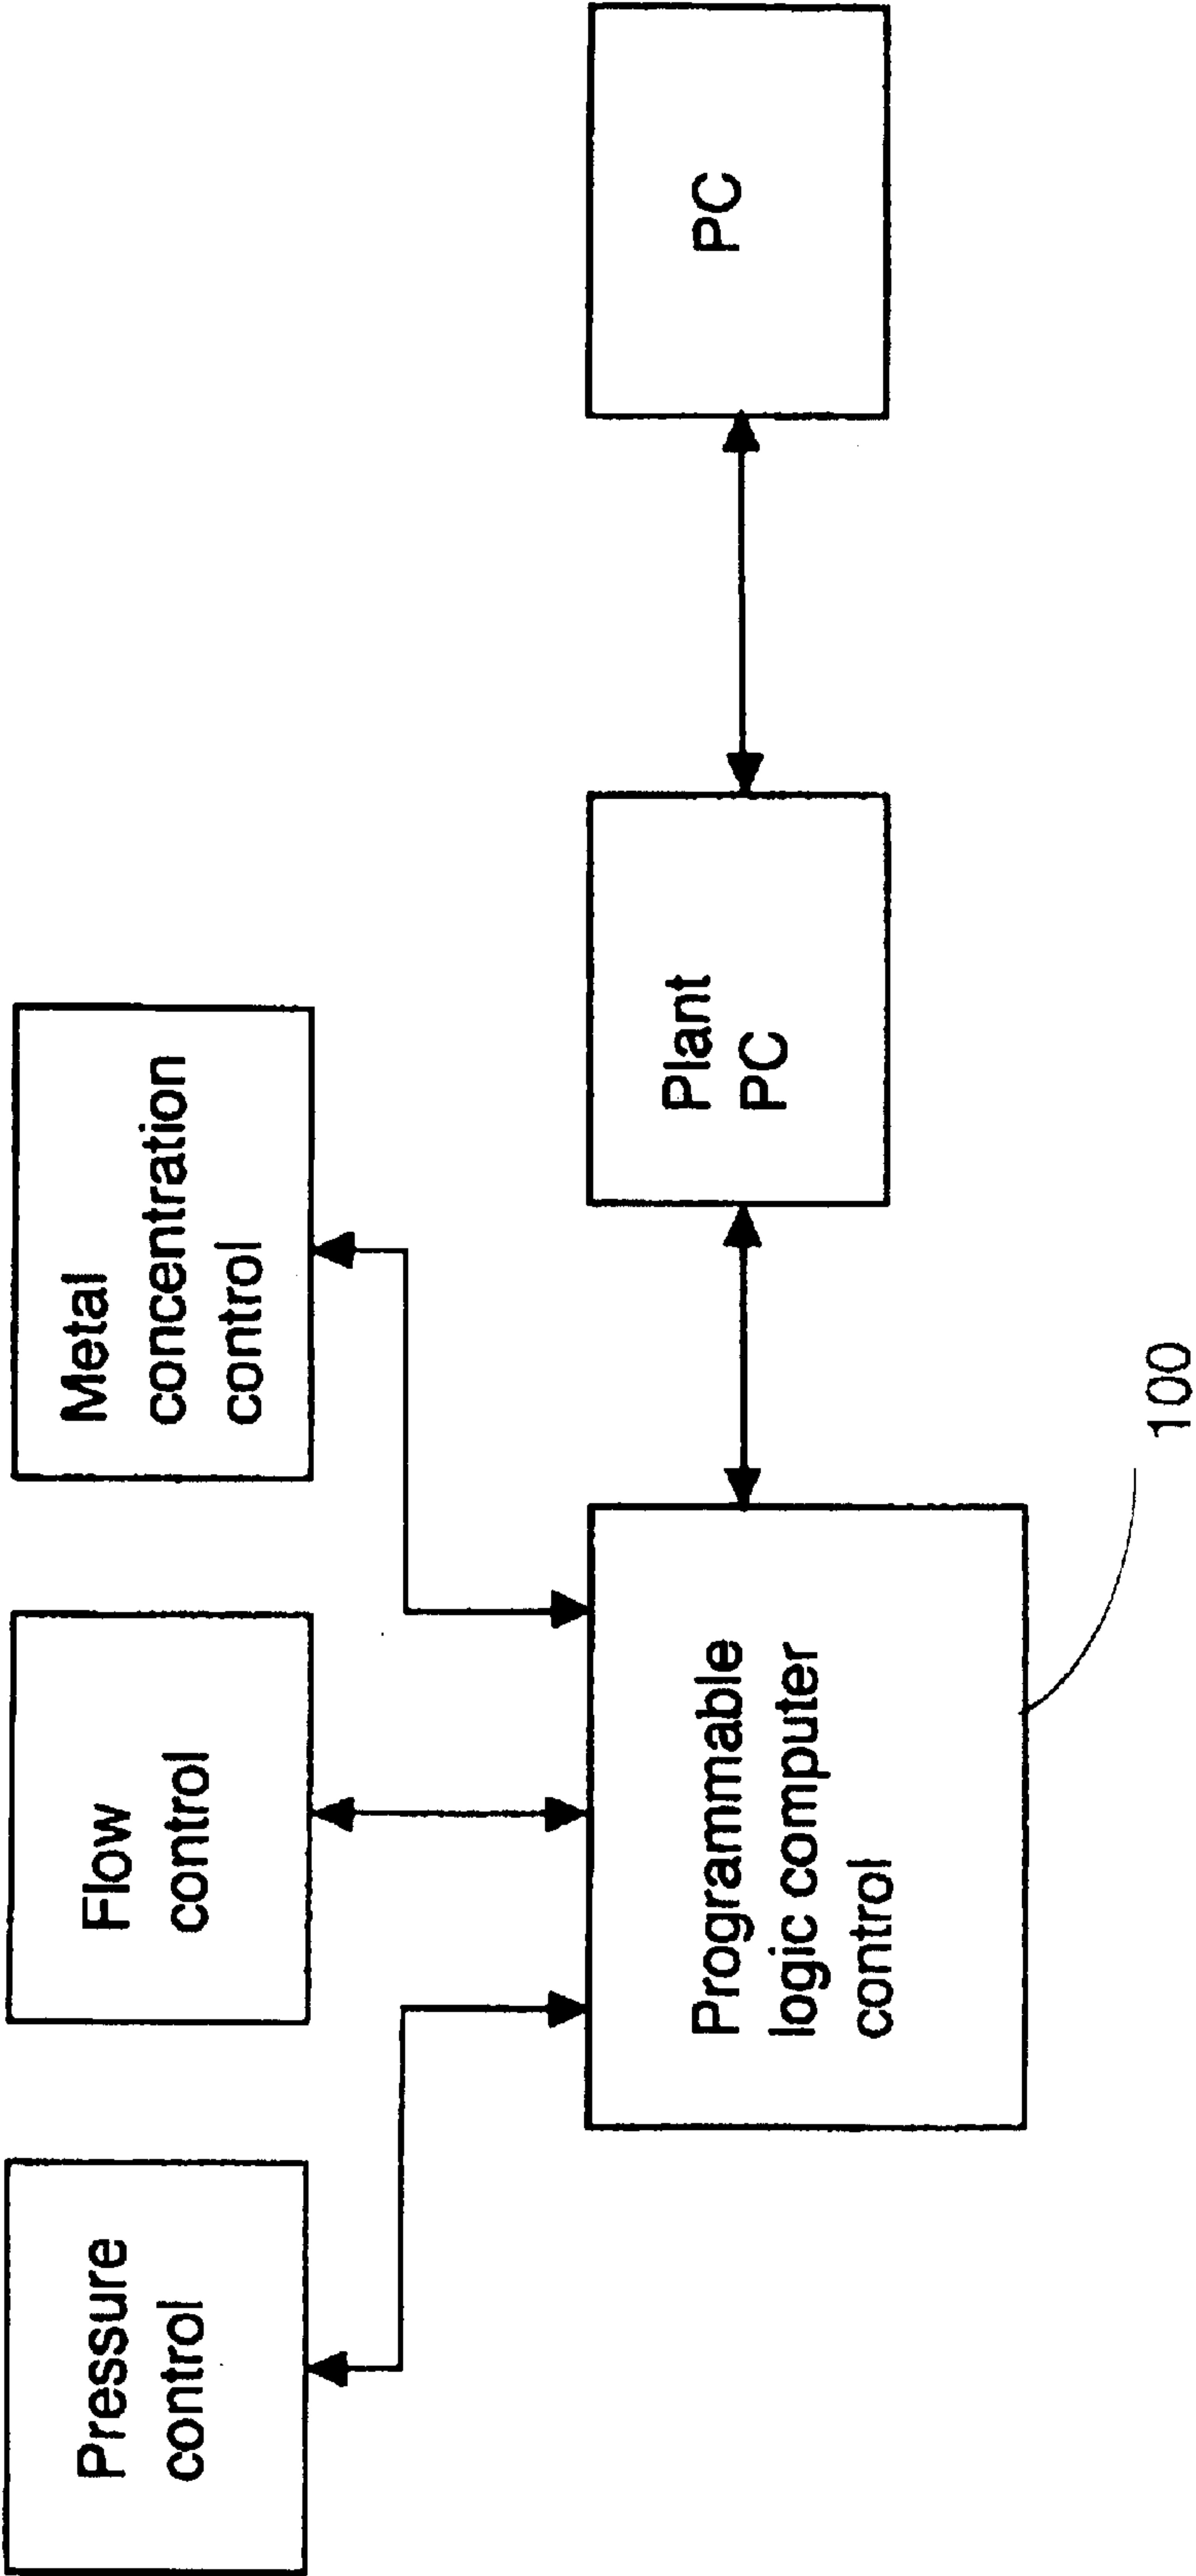 Pressure
control
Flow
control
Metal
concentration
control
Programmable
logic computer
control
Plant
PC
PC
100